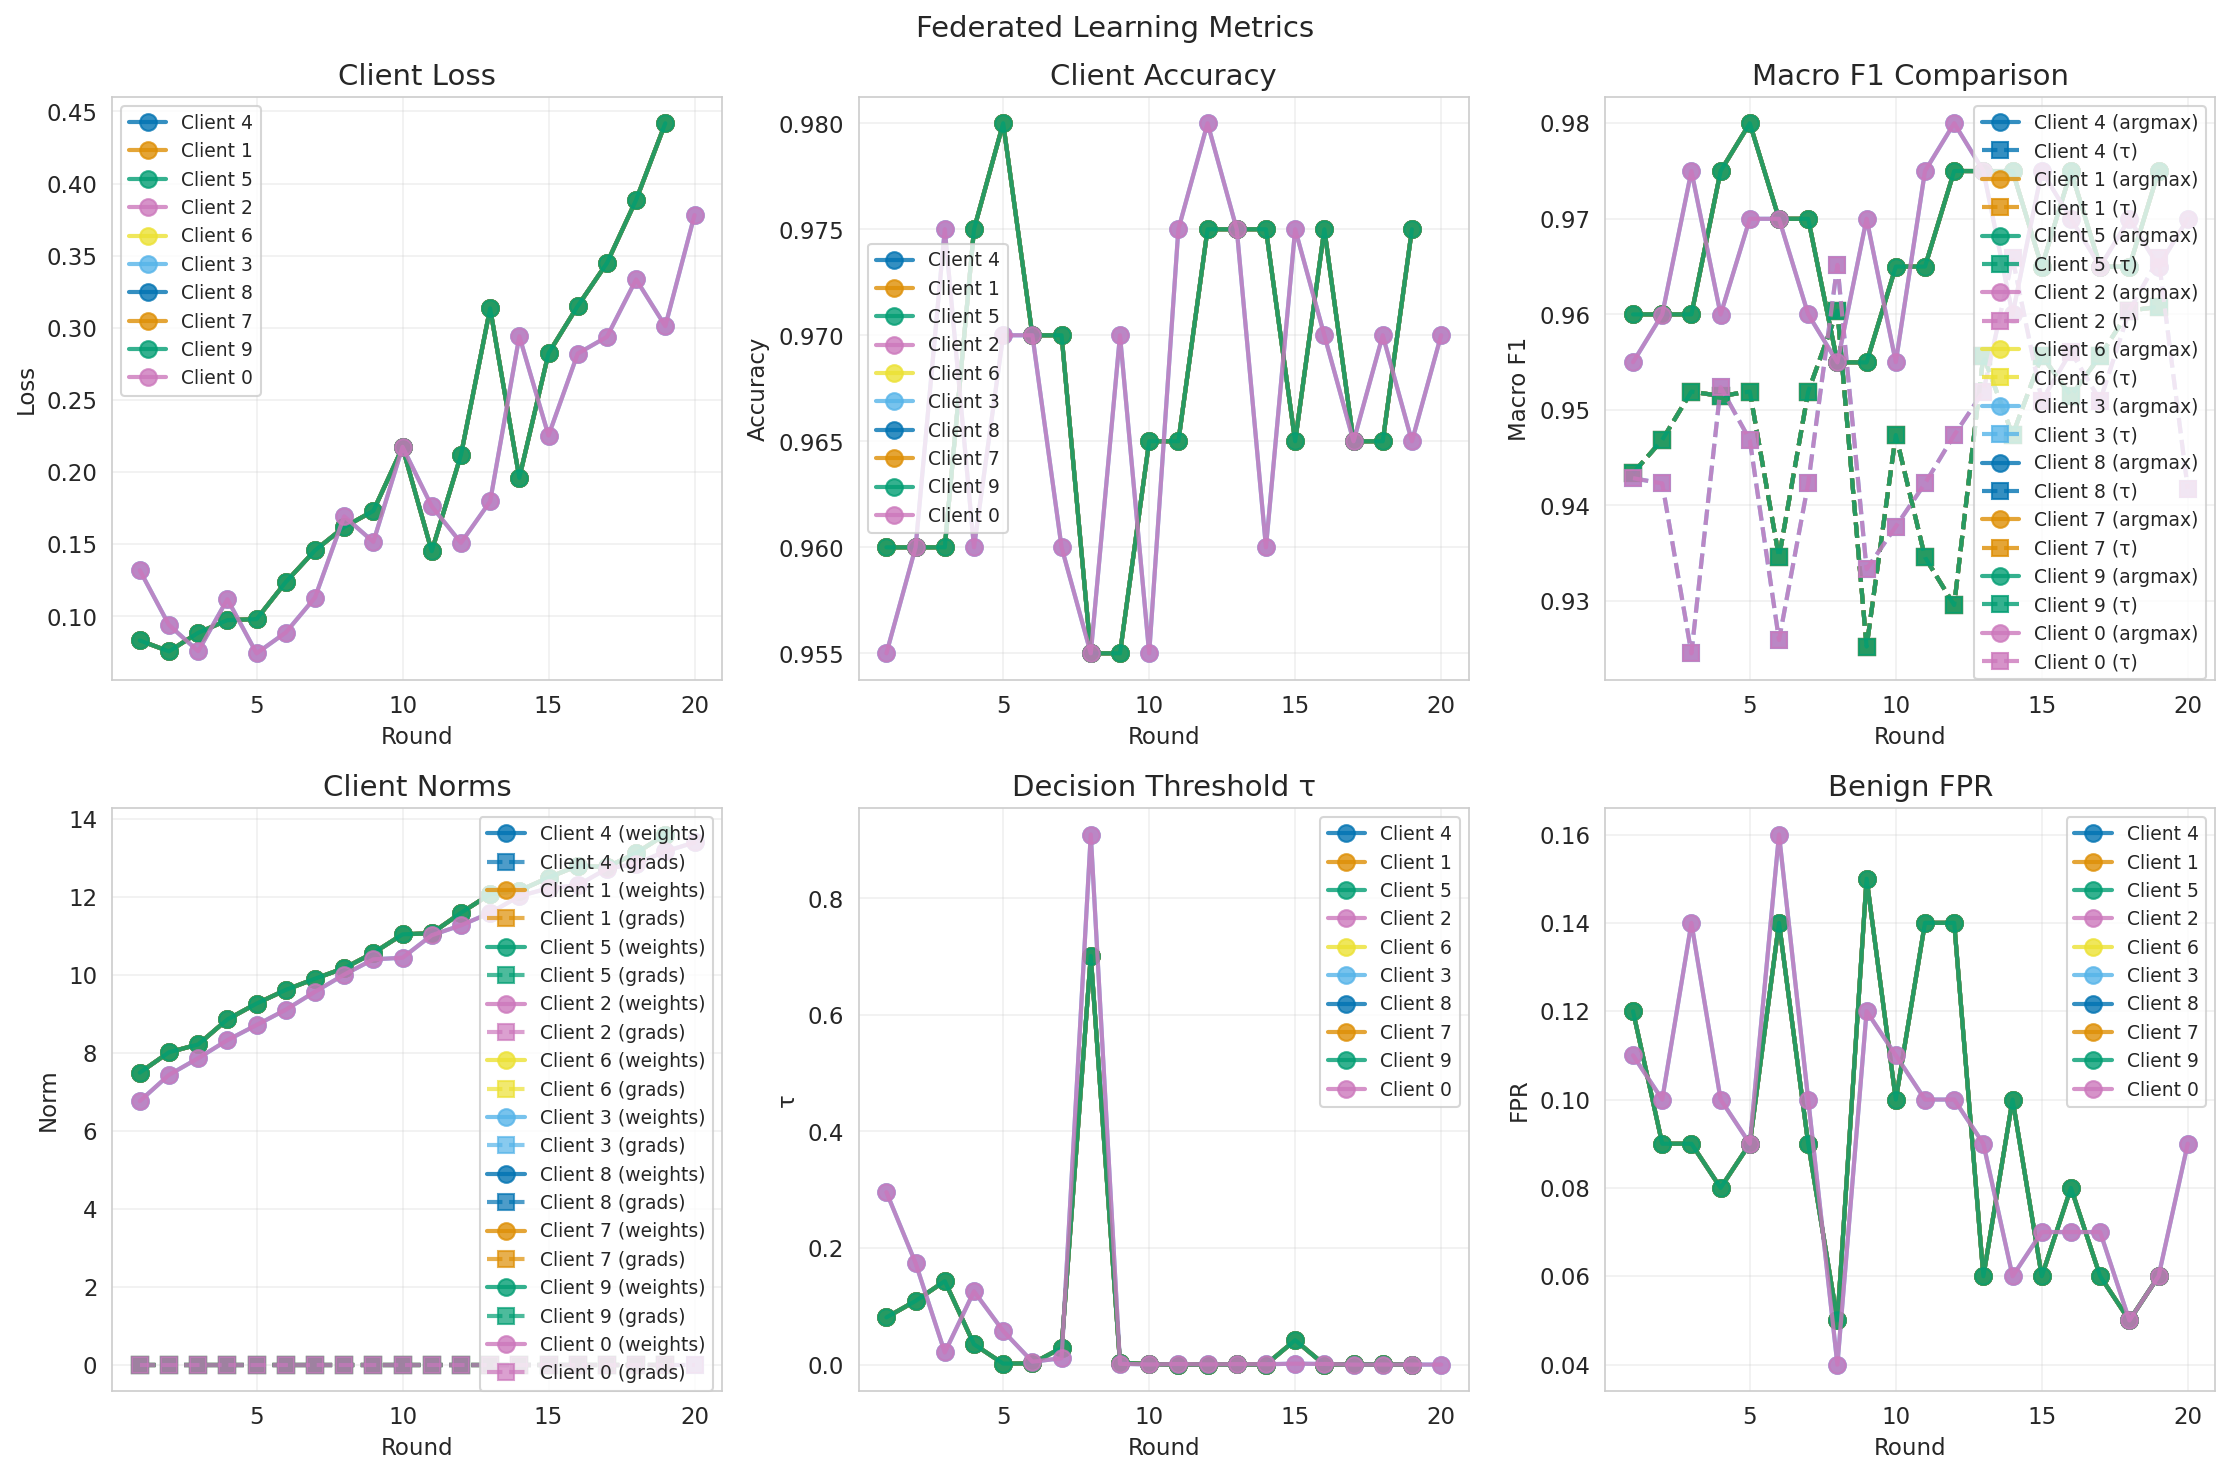 Federated Learning Metrics
Client Loss
0.45
0.40
0.35
0.30
0.25
0.20
0.15
0.10
Loss
5
10
15
20
Round
Client 4
Client 1
Client 5
Client 2
Client 6
Client 3
Client 8
Client 7
Client 9
Client 0
Client Accuracy
0.980
0.975
0.970
0.965
0.960
0.955
Accuracy
5
10
15
20
Round
Client 4
Client 1
Client 5
Client 2
Client 6
Client 3
Client 8
Client 7
Client 9
Client 0
Macro F1 Comparison
0.98
0.97
0.96
0.95
0.94
0.93
Macro F1
5
10
15
20
Round
Client 4 (argmax)
Client 4 (τ)
Client 1 (argmax)
Client 1 (τ)
Client 5 (argmax)
Client 5 (τ)
Client 2 (argmax)
Client 2 (τ)
Client 6 (argmax)
Client 6 (τ)
Client 3 (argmax)
Client 3 (τ)
Client 8 (argmax)
Client 8 (τ)
Client 7 (argmax)
Client 7 (τ)
Client 9 (argmax)
Client 9 (τ)
Client 0 (argmax)
Client 0 (τ)
Client Norms
14
12
10
8
6
4
2
0
Norm
5
10
15
20
Round
Client 4 (weights)
Client 4 (grads)
Client 1 (weights)
Client 1 (grads)
Client 5 (weights)
Client 5 (grads)
Client 2 (weights)
Client 2 (grads)
Client 6 (weights)
Client 6 (grads)
Client 3 (weights)
Client 3 (grads)
Client 8 (weights)
Client 8 (grads)
Client 7 (weights)
Client 7 (grads)
Client 9 (weights)
Client 9 (grads)
Client 0 (weights)
Client 0 (grads)
Decision Threshold τ
0.8
0.6
0.4
0.2
0.0
τ
5
10
15
20
Round
Client 4
Client 1
Client 5
Client 2
Client 6
Client 3
Client 8
Client 7
Client 9
Client 0
Benign FPR
0.16
0.14
0.12
0.10
0.08
0.06
0.04
FPR
5
10
15
20
Round
Client 4
Client 1
Client 5
Client 2
Client 6
Client 3
Client 8
Client 7
Client 9
Client 0